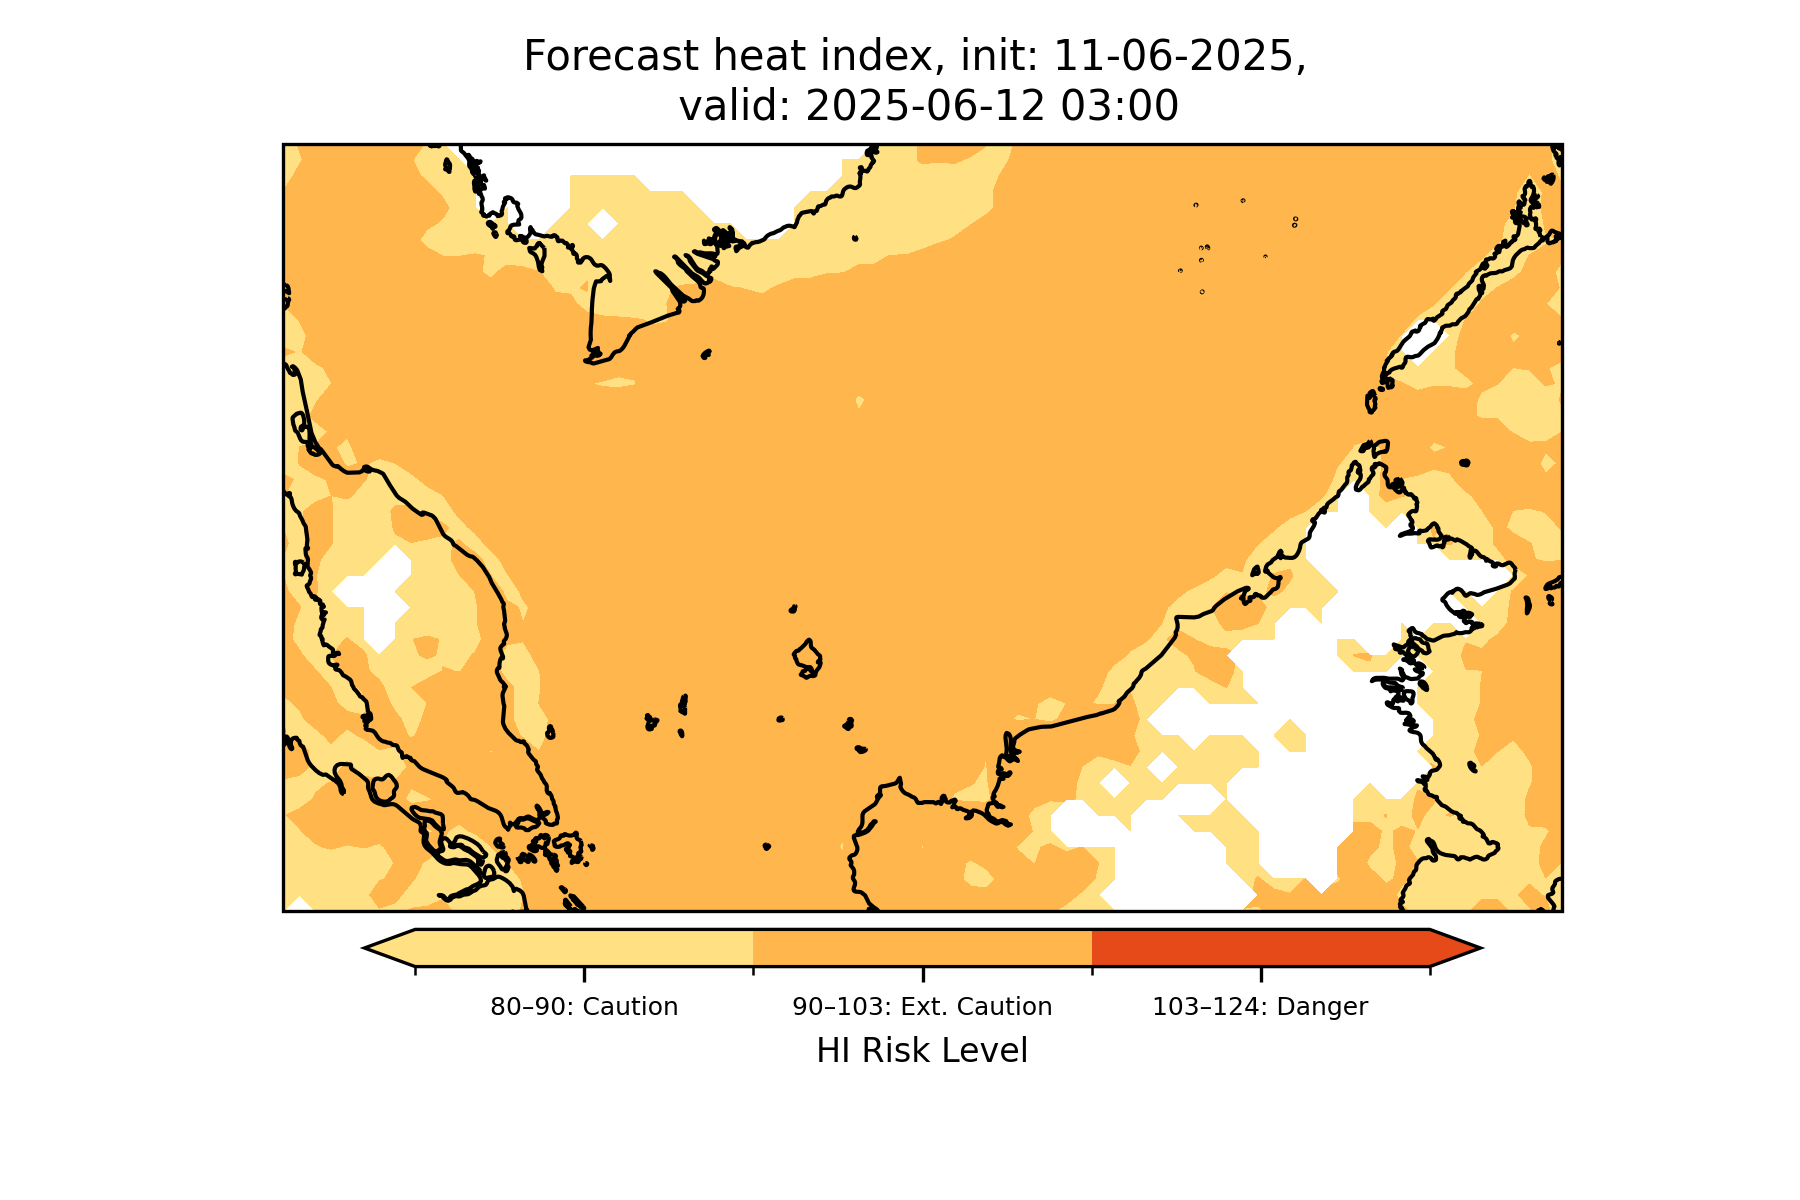 Forecast heat index, init: 11-06-2025,
valid: 2025-06-12 03:00
80–90: Caution
90–103: Ext. Caution
103–124: Danger
HI Risk Level